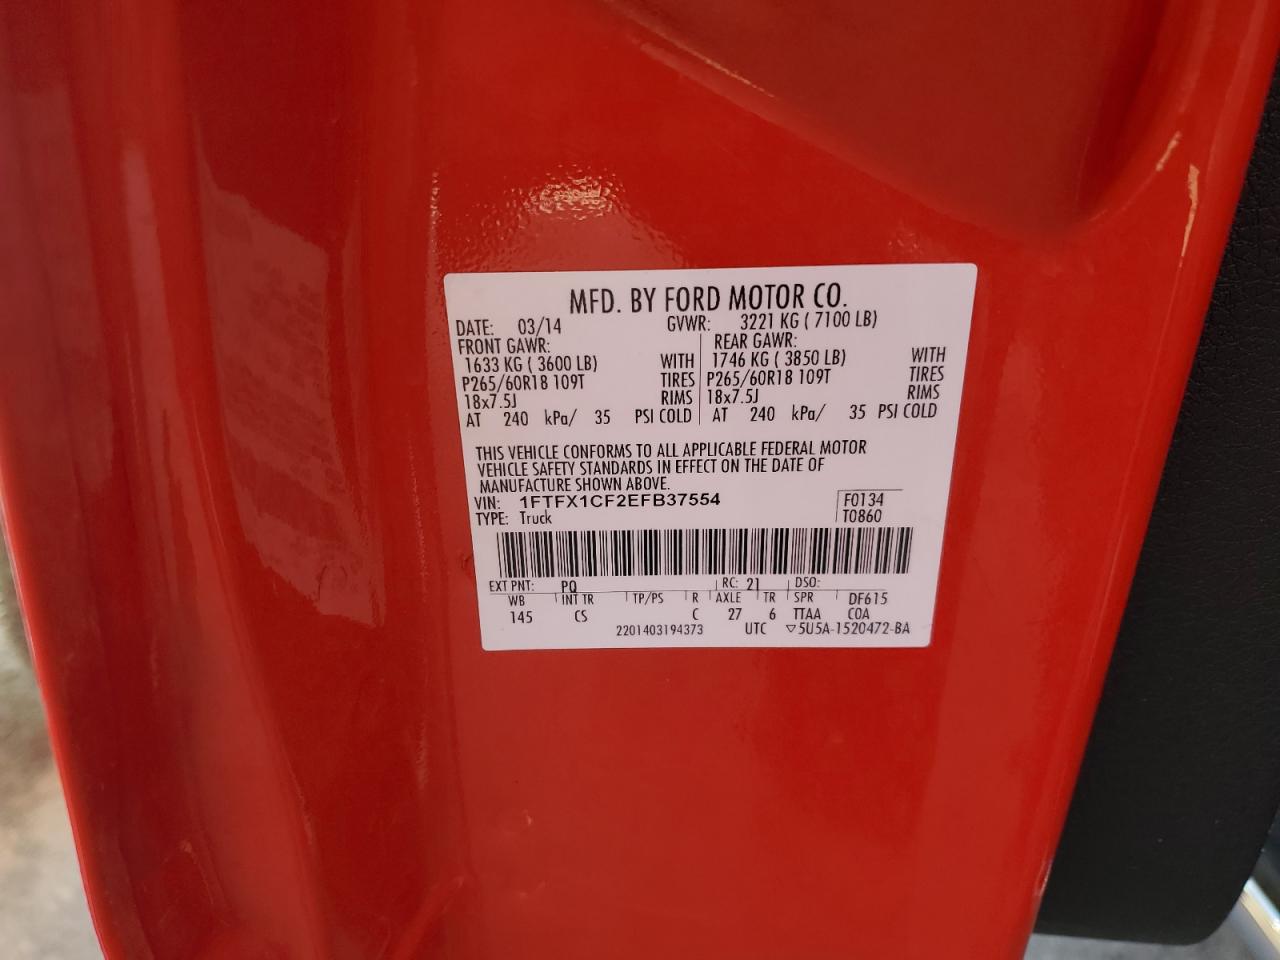 MFD. BY FORD MOTOR CO.
DATE: 03/14 GVWR: 3221 KG ( 7100 LB)
FRONT GAWR: REAR GAWR:
1633 KG ( 3600 LB) WITH 1746 KG ( 3850 LB) WITH
P265/60R18 109T TIRES P265/60R18 109T TIRES
18x7.5J RIMS 18x7.5J RIMS
AT 240 kPa/ 35 PSI COLD AT 240 kPa/ 35 PSI COLD
THIS VEHICLE CONFORMS TO ALL APPLICABLE FEDERAL MOTOR
VEHICLE SAFETY STANDARDS IN EFFECT ON THE DATE OF
MANUFACTURE SHOWN ABOVE.
VIN: 1FTFX1CF2EFB37554 F0134
TYPE: Truck T0860
EXT PNT: PQ RC: 21 DSO:
WB INT TR TP/PS R AXLE TR SPR DF615
145 CS C 27 6 TTAA COA
2201403194373 UTC ▽5U5A-1520472-BA